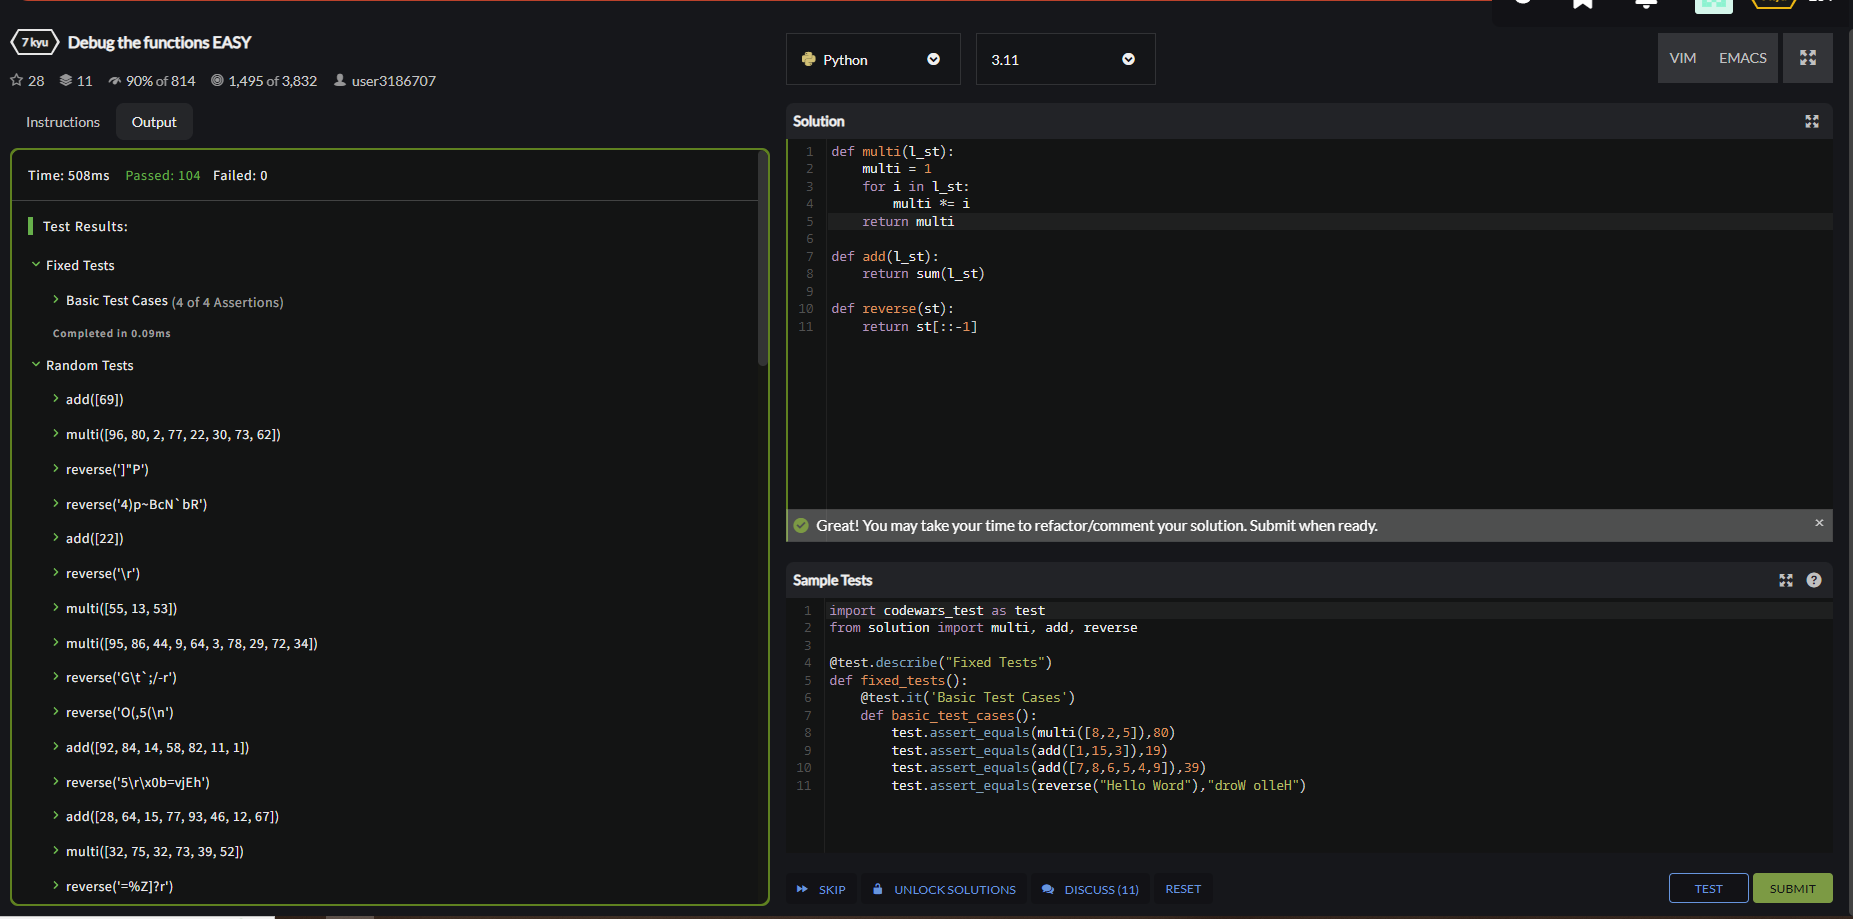 7 kyu Debug the functions EASY
28 11 90% of 814 1,495 of 3,832 user3186707
Instructions Output
Time: 508ms Passed: 104 Failed: 0
Test Results:
Fixed Tests
Basic Test Cases (4 of 4 Assertions)
Completed in 0.09ms
Random Tests
add([69])
multi([96, 80, 2, 77, 22, 30, 73, 62])
reverse(']"P')
reverse('4)p~BcN`bR')
add([22])
reverse('\r')
multi([55, 13, 53])
multi([95, 86, 44, 9, 64, 3, 78, 29, 72, 34])
reverse('G\t`;/-r')
reverse('O(,5(\n')
add([92, 84, 14, 58, 82, 11, 1])
reverse('5\r\x0b=vjEh')
add([28, 64, 15, 77, 93, 46, 12, 67])
multi([32, 75, 32, 73, 39, 52])
reverse('=%Z]?r')
Python 3.11 VIM EMACS
Solution
1 def multi(l_st):
2     multi = 1
3     for i in l_st:
4         multi *= i
5     return multi
6
7 def add(l_st):
8     return sum(l_st)
9
10 def reverse(st):
11     return st[::-1]
Great! You may take your time to refactor/comment your solution. Submit when ready. ×
Sample Tests ?
1 import codewars_test as test
2 from solution import multi, add, reverse
3
4 @test.describe("Fixed Tests")
5 def fixed_tests():
6     @test.it('Basic Test Cases')
7     def basic_test_cases():
8         test.assert_equals(multi([8,2,5]),80)
9         test.assert_equals(add([1,15,3]),19)
10         test.assert_equals(add([7,8,6,5,4,9]),39)
11         test.assert_equals(reverse("Hello Word"),"droW olleH")
SKIP UNLOCK SOLUTIONS DISCUSS (11) RESET TEST SUBMIT